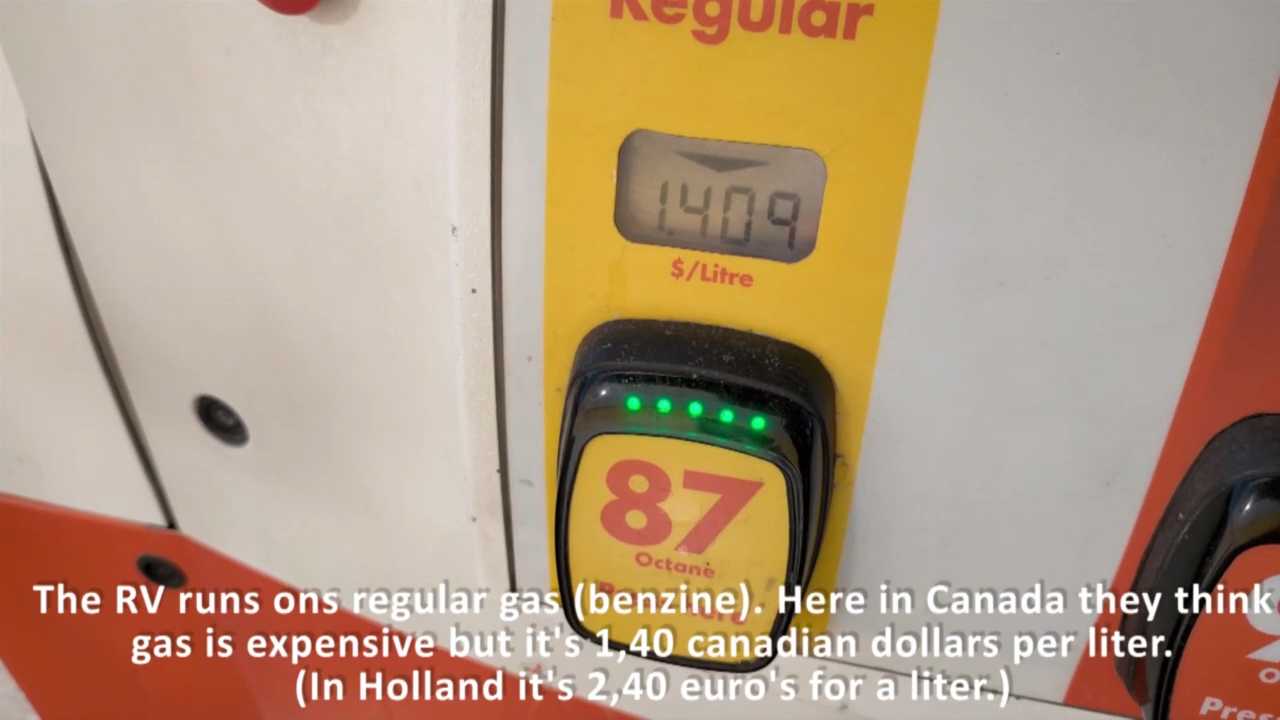 Regular
1.409
$/Litre
87
Octane
The RV runs ons regular gas (benzine). Here in Canada they think
gas is expensive but it's 1,40 canadian dollars per liter.
(In Holland it's 2,40 euro's for a liter.)